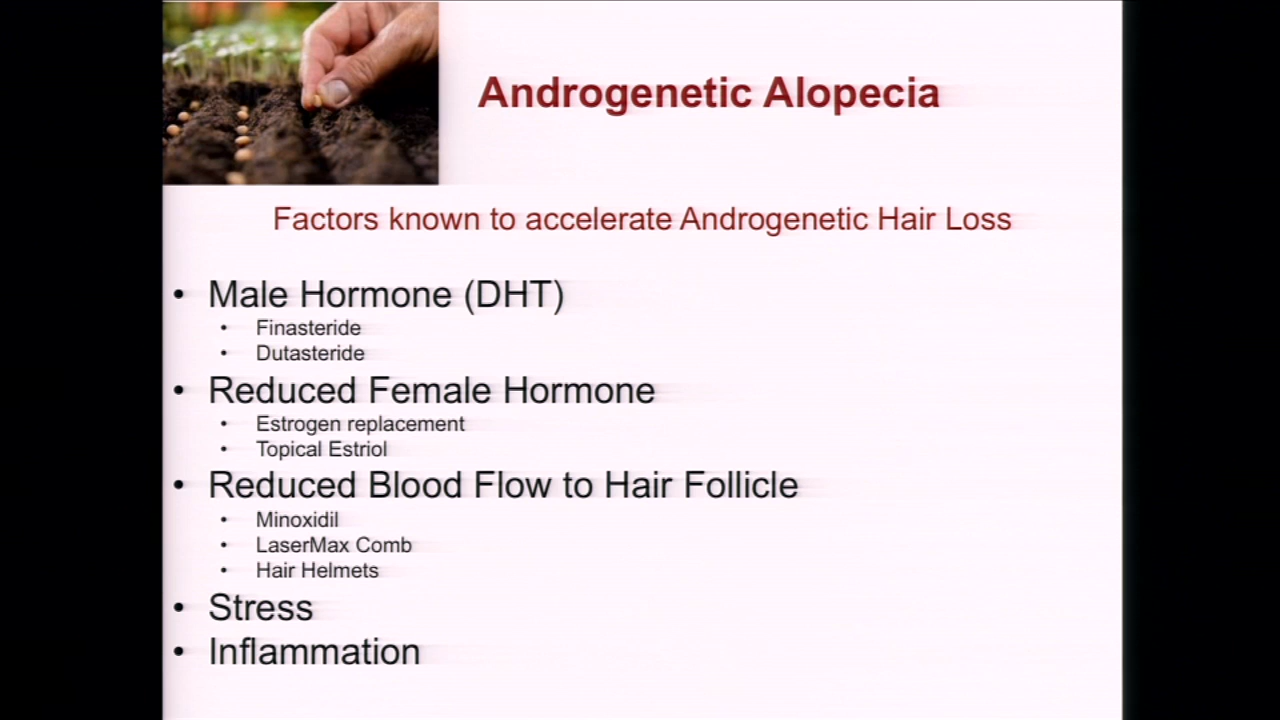 Androgenetic Alopecia
Factors known to accelerate Androgenetic Hair Loss
• Male Hormone (DHT)
• Finasteride
• Dutasteride
• Reduced Female Hormone
• Estrogen replacement
• Topical Estriol
• Reduced Blood Flow to Hair Follicle
• Minoxidil
• LaserMax Comb
• Hair Helmets
• Stress
• Inflammation